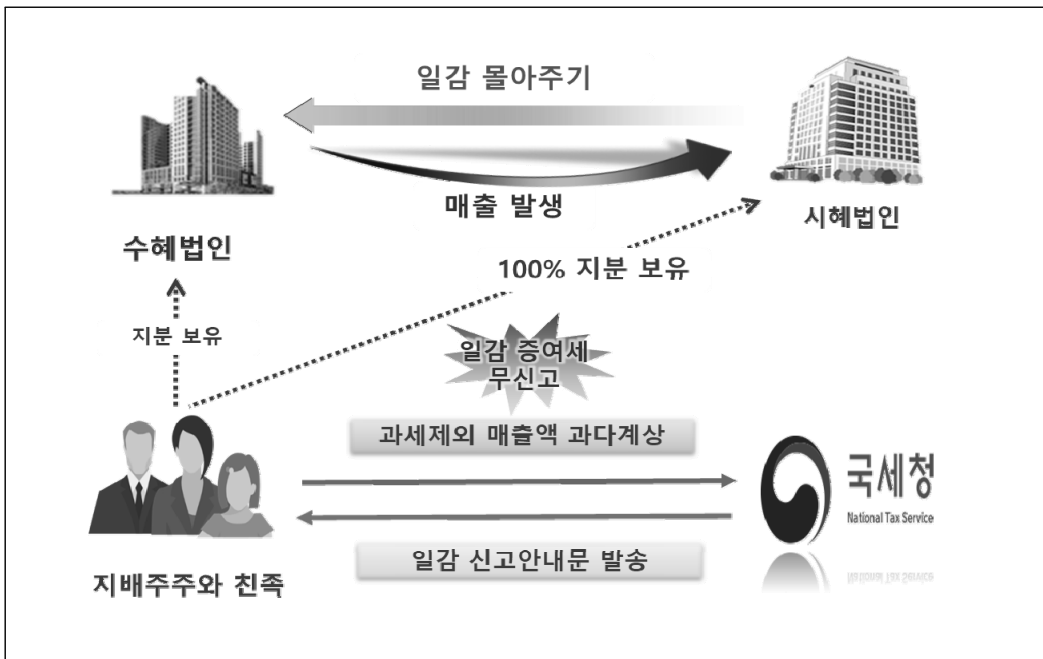 일감 몰아주기
매출 발생
수혜법인
시혜법인
100% 지분 보유
지분 보유
일감 증여세
무신고
과세제외 매출액 과다계상
국세청
National Tax Service
일감 신고안내문 발송
지배주주와 친족